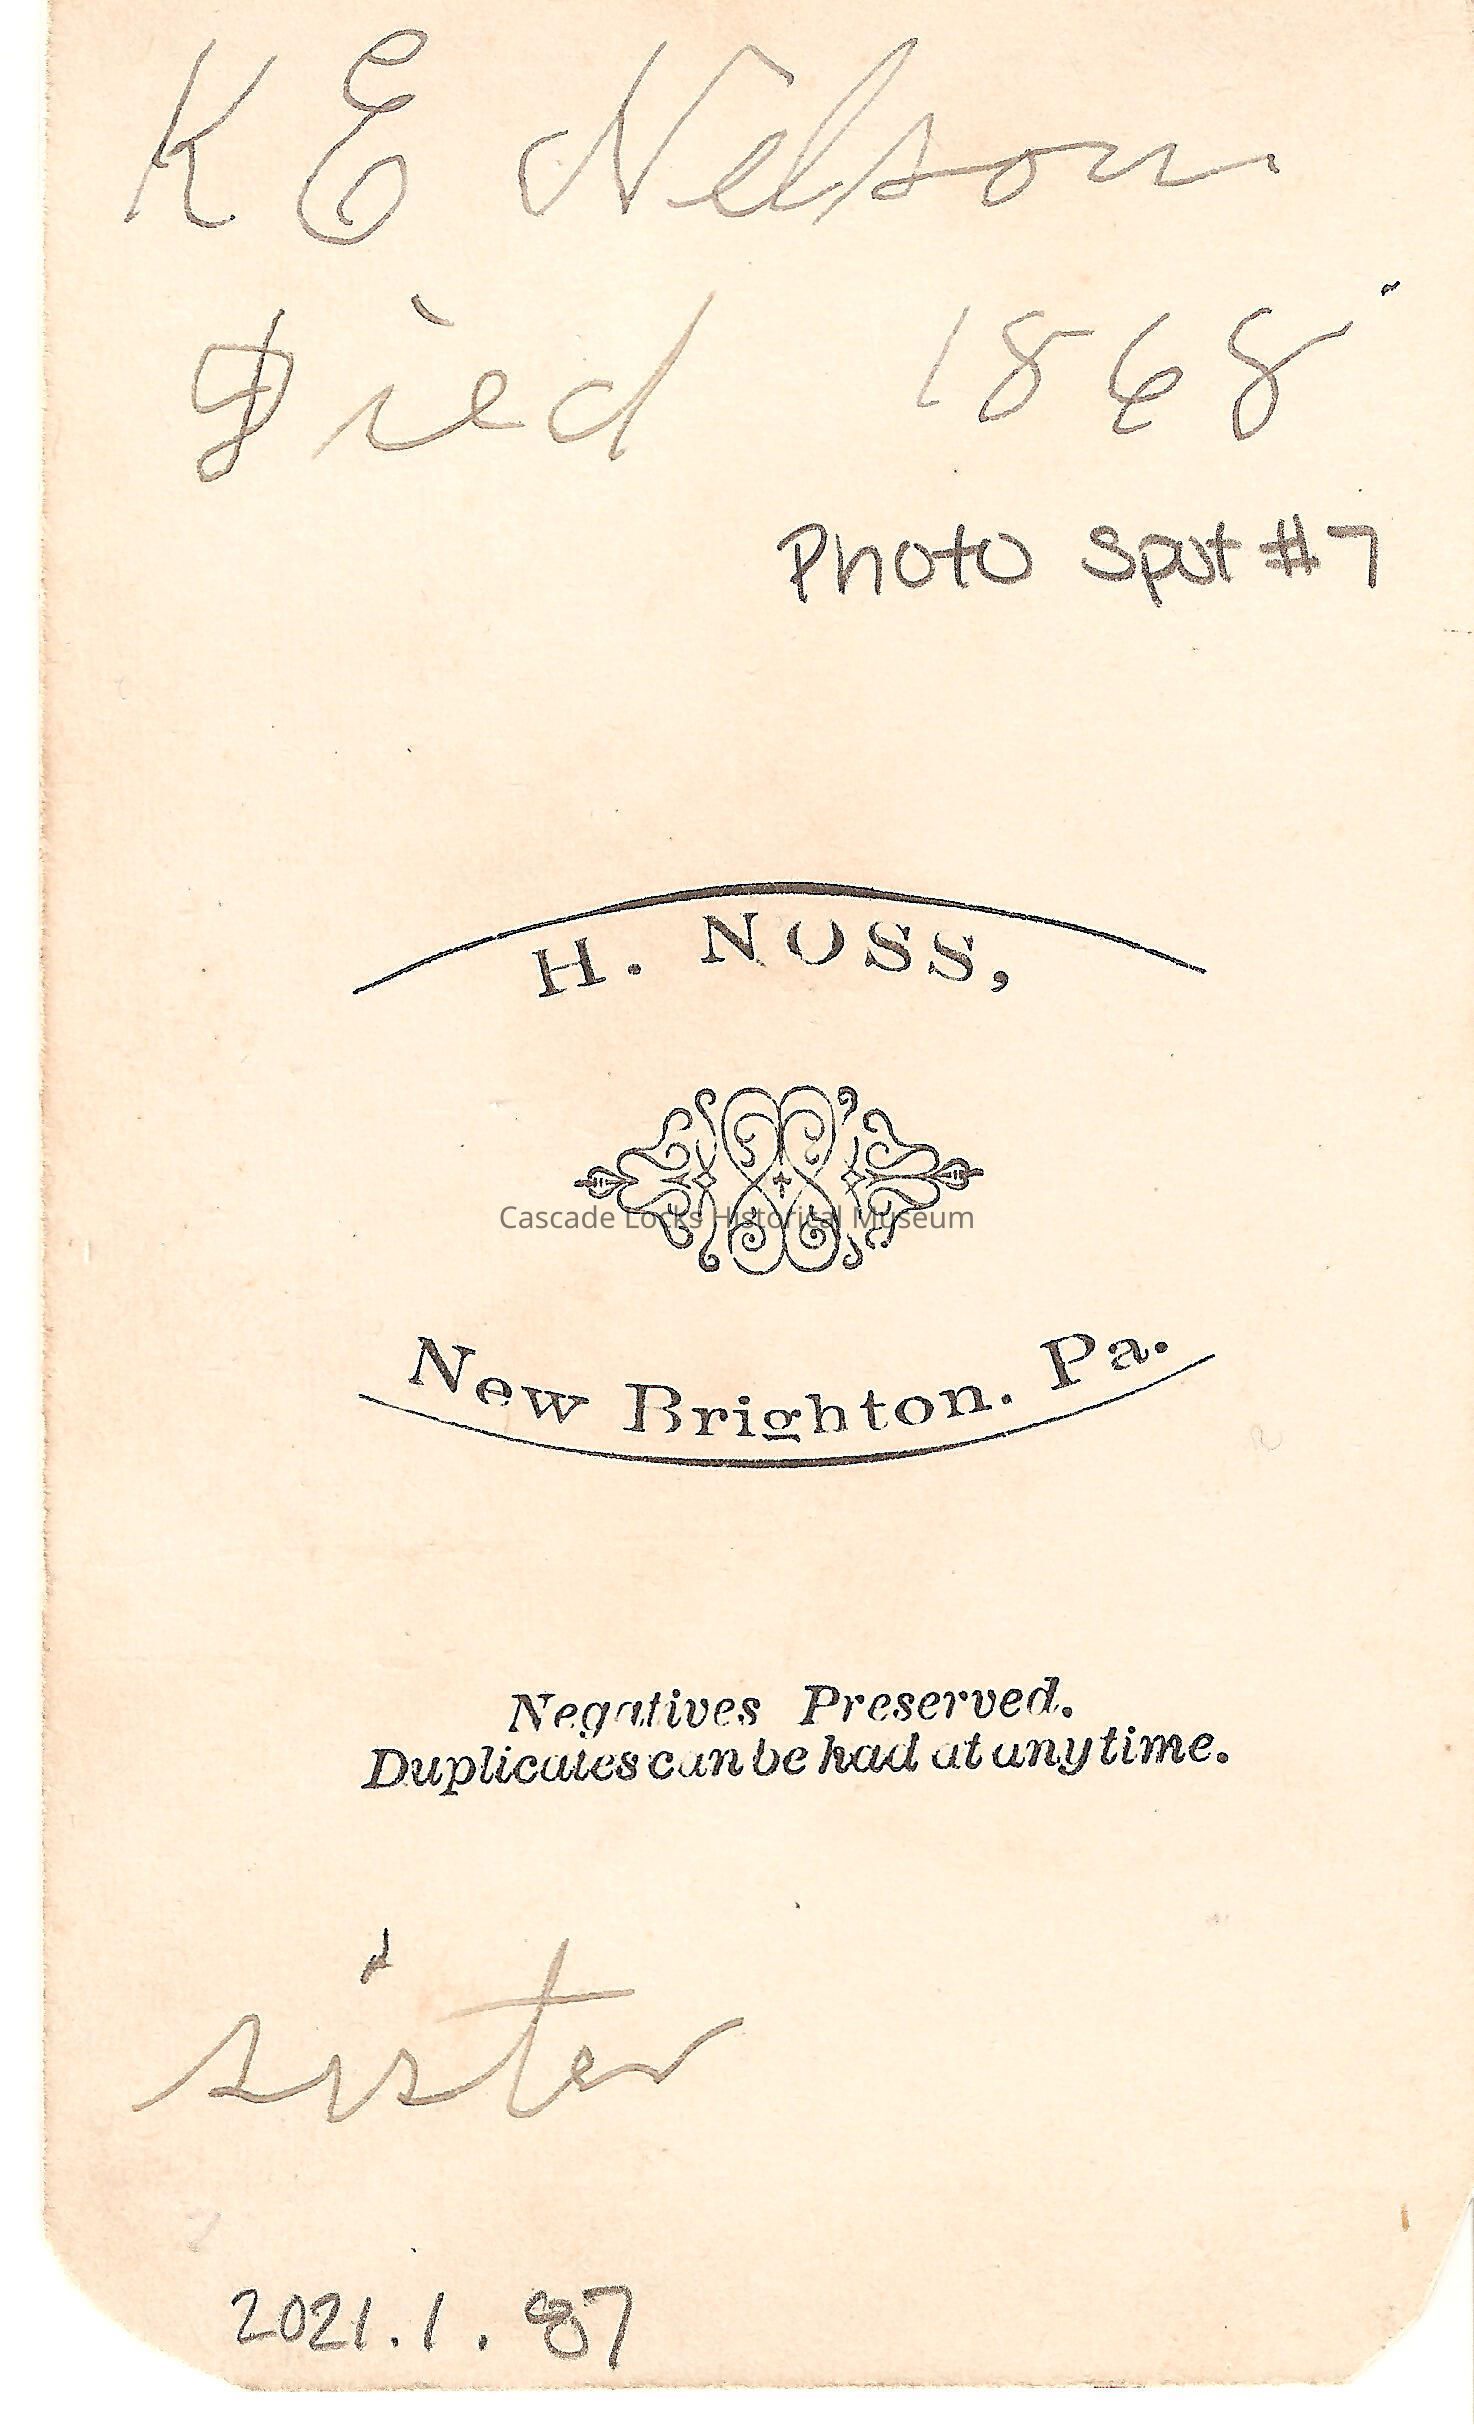 K E Nelson
Died 1868
Photo Spot #7
H. NOSS,
Cascade Locks Historical Museum
New Brighton. Pa.
Negatives Preserved.
Duplicates can be had at any time.
sister
2021.1.87